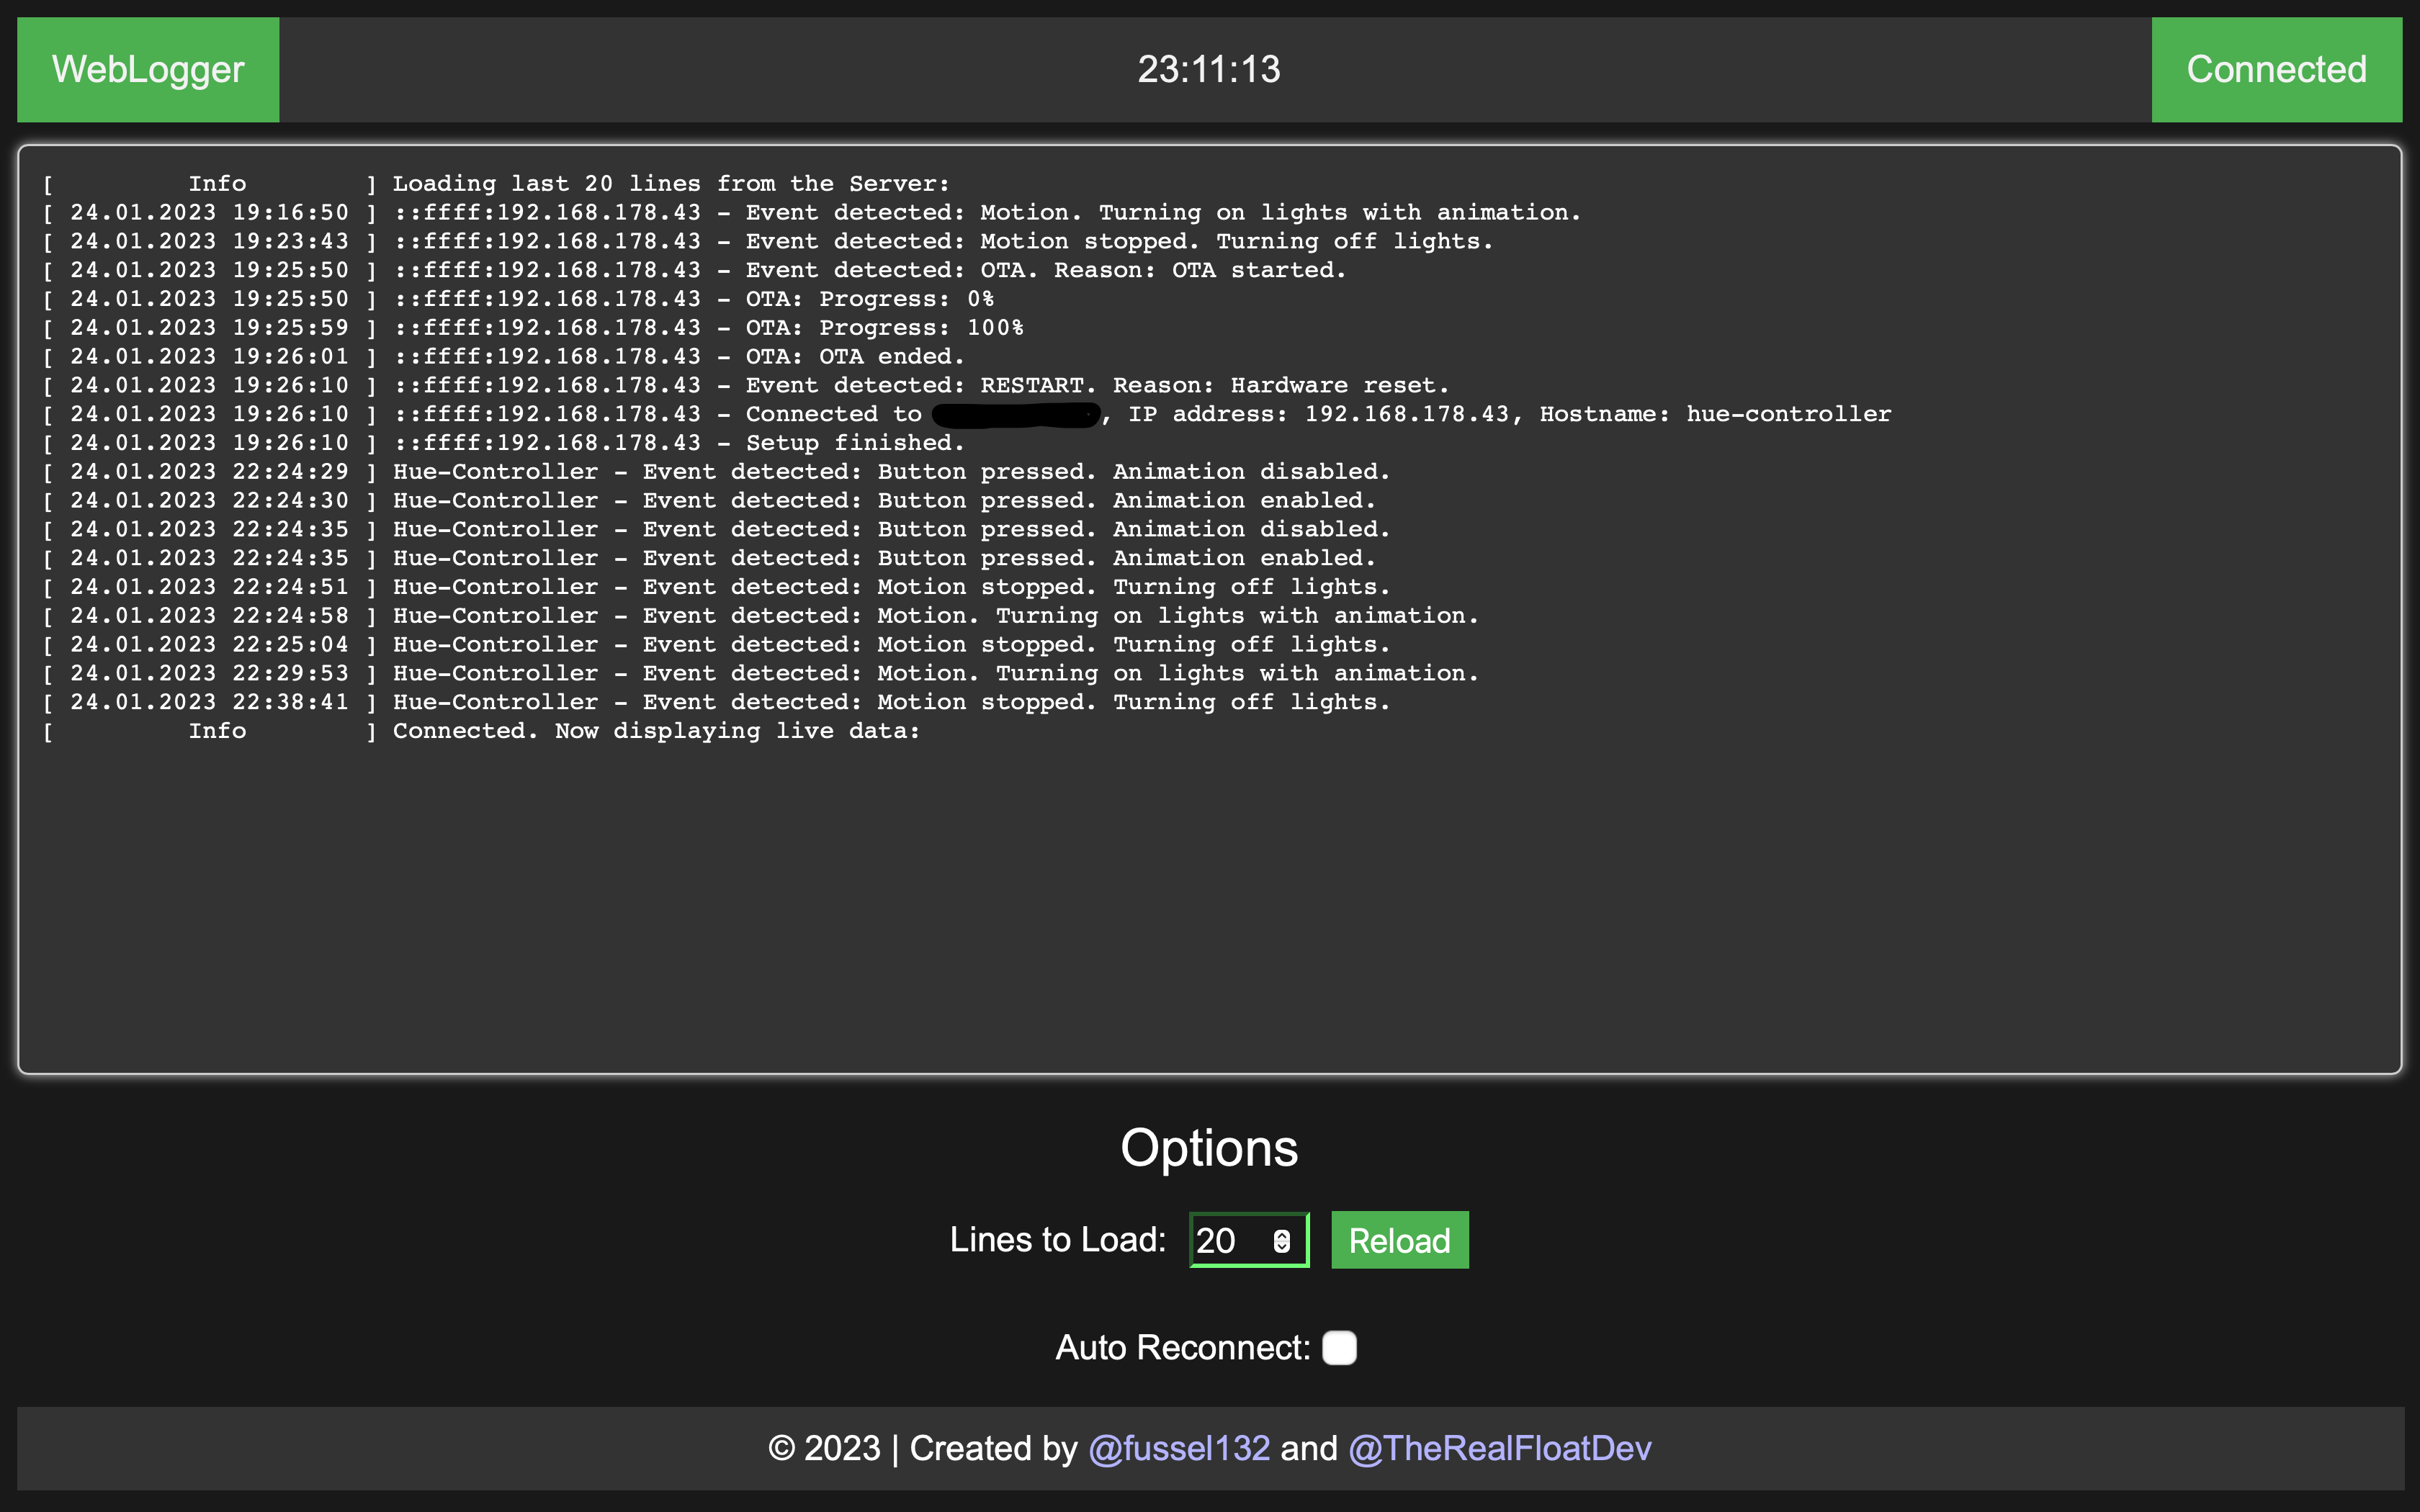 WebLogger
23:11:13
Connected
[ Info ] Loading last 20 lines from the Server:
[ 24.01.2023 19:16:50 ] ::ffff:192.168.178.43 - Event detected: Motion. Turning on lights with animation.
[ 24.01.2023 19:23:43 ] ::ffff:192.168.178.43 - Event detected: Motion stopped. Turning off lights.
[ 24.01.2023 19:25:50 ] ::ffff:192.168.178.43 - Event detected: OTA. Reason: OTA started.
[ 24.01.2023 19:25:50 ] ::ffff:192.168.178.43 - OTA: Progress: 0%
[ 24.01.2023 19:25:59 ] ::ffff:192.168.178.43 - OTA: Progress: 100%
[ 24.01.2023 19:26:01 ] ::ffff:192.168.178.43 - OTA: OTA ended.
[ 24.01.2023 19:26:10 ] ::ffff:192.168.178.43 - Event detected: RESTART. Reason: Hardware reset.
[ 24.01.2023 19:26:10 ] ::ffff:192.168.178.43 - Connected to , IP address: 192.168.178.43, Hostname: hue-controller
[ 24.01.2023 19:26:10 ] ::ffff:192.168.178.43 - Setup finished.
[ 24.01.2023 22:24:29 ] Hue-Controller - Event detected: Button pressed. Animation disabled.
[ 24.01.2023 22:24:30 ] Hue-Controller - Event detected: Button pressed. Animation enabled.
[ 24.01.2023 22:24:35 ] Hue-Controller - Event detected: Button pressed. Animation disabled.
[ 24.01.2023 22:24:35 ] Hue-Controller - Event detected: Button pressed. Animation enabled.
[ 24.01.2023 22:24:51 ] Hue-Controller - Event detected: Motion stopped. Turning off lights.
[ 24.01.2023 22:24:58 ] Hue-Controller - Event detected: Motion. Turning on lights with animation.
[ 24.01.2023 22:25:04 ] Hue-Controller - Event detected: Motion stopped. Turning off lights.
[ 24.01.2023 22:29:53 ] Hue-Controller - Event detected: Motion. Turning on lights with animation.
[ 24.01.2023 22:38:41 ] Hue-Controller - Event detected: Motion stopped. Turning off lights.
[ Info ] Connected. Now displaying live data:
Options
Lines to Load: 20 Reload
Auto Reconnect:
© 2023 | Created by @fussel132 and @TheRealFloatDev